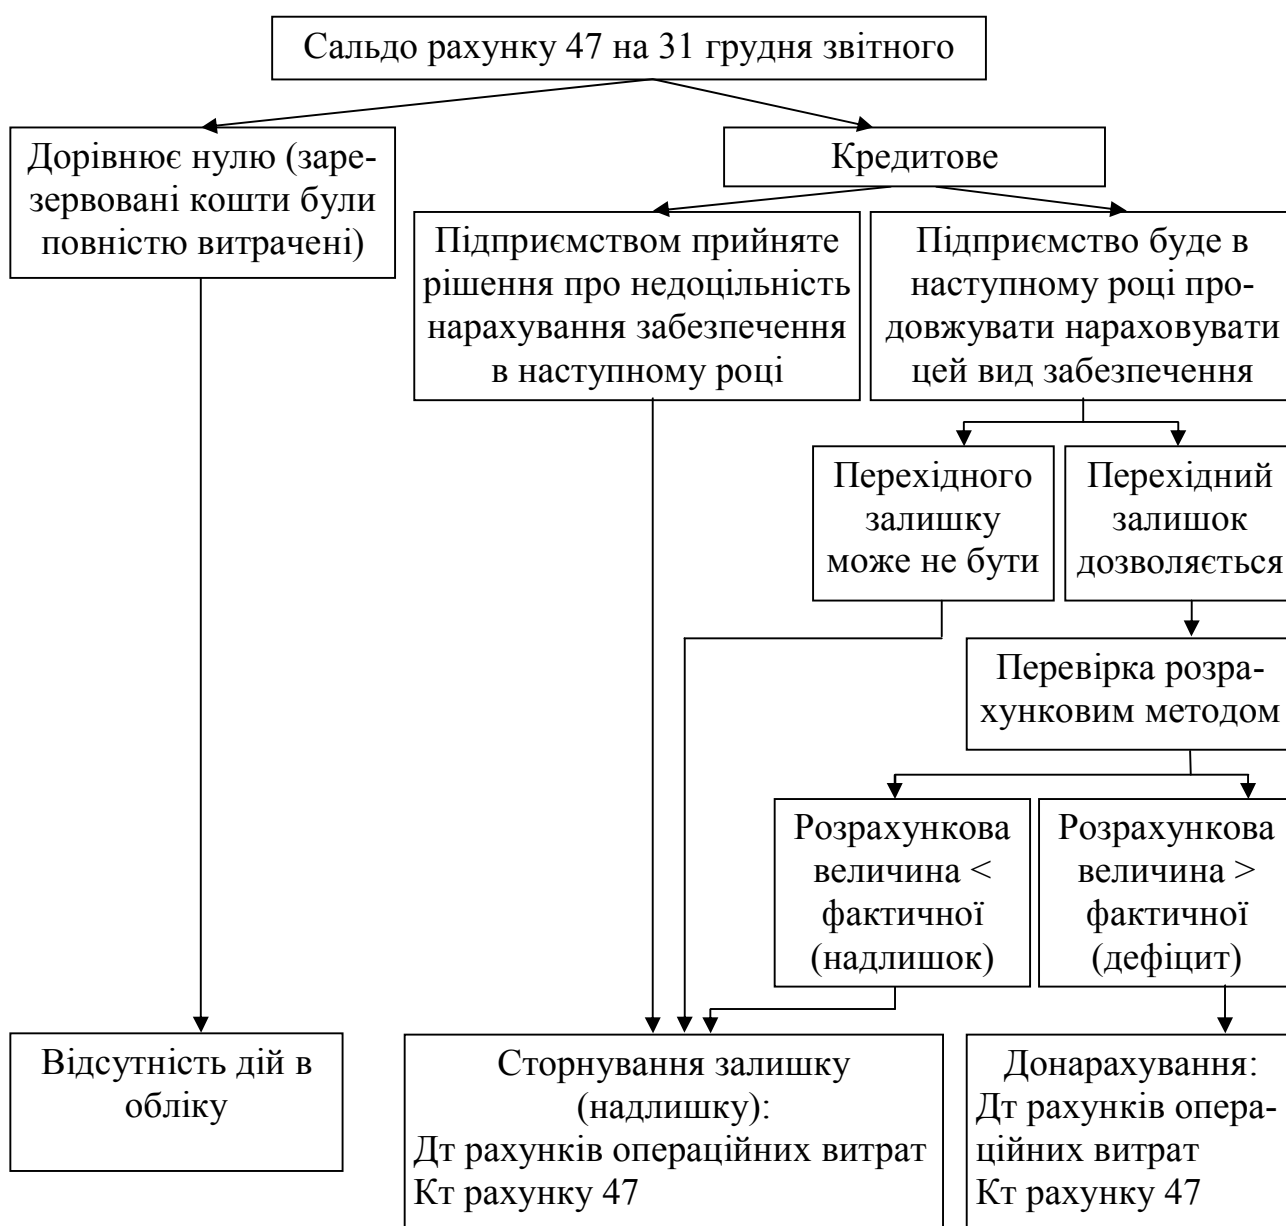 Сальдо рахунку 47 на 31 грудня звітного
Дорівнює нулю (заре-
зервовані кошти були
повністю витрачені)
Кредитове
Підприємством прийняте
рішення про недоцільність
нарахування забезпечення
в наступному році
Підприємство буде в
наступному році про-
довжувати нараховувати
цей вид забезпечення
Перехідного
залишку
може не бути
Перехідний
залишок
дозволяється
Перевірка розра-
хунковим методом
Розрахункова
величина <
фактичної
(надлишок)
Розрахункова
величина >
фактичної
(дефіцит)
Відсутність дій в
обліку
Сторнування залишку
(надлишку):
Дт рахунків операційних витрат
Кт рахунку 47
Донарахування:
Дт рахунків опера-
ційних витрат
Кт рахунку 47